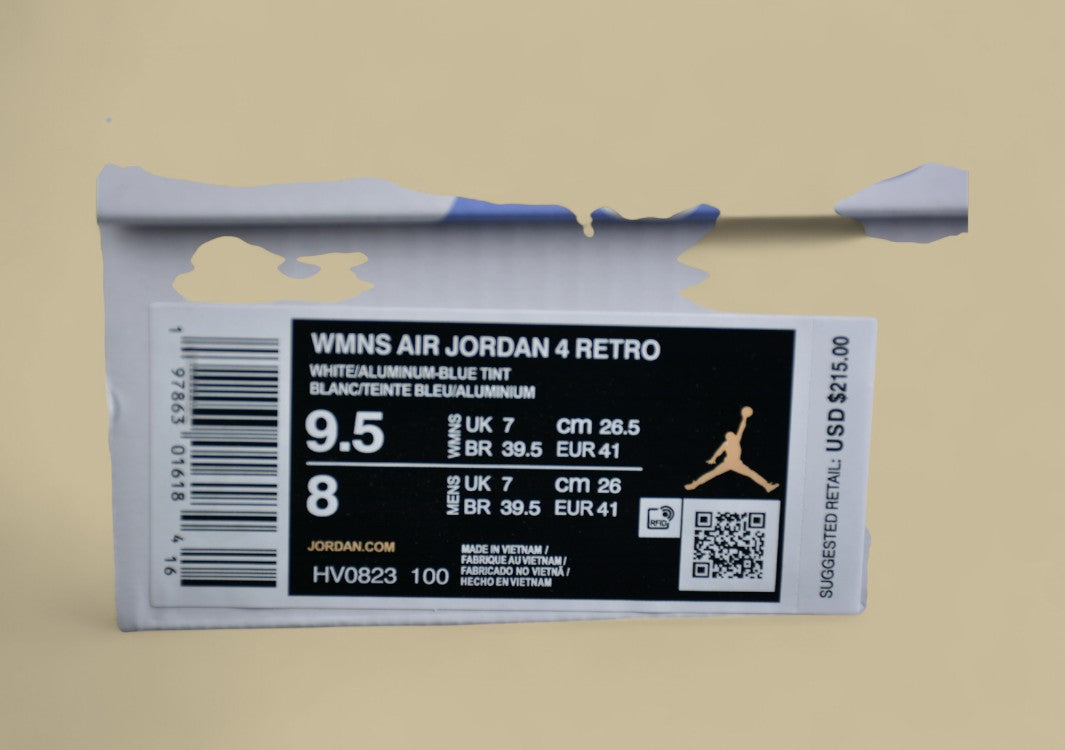 WMNS AIR JORDAN 4 RETRO
WHITE/ALUMINUM-BLUE TINT
BLANC/TEINTE BLEU/ALUMINIUM
9.5 WMNS UK 7 cm 26.5
BR 39.5 EUR 41
8 MENS UK 7 cm 26
BR 39.5 EUR 41
RFID
JORDAN.COM
HV0823 100
MADE IN VIETNAM /
FABRIQUE AU VIETNAM /
FABRICADO NO VIETNÃ /
HECHO EN VIETNAM
1 97863 01618 4 16
SUGGESTED RETAIL: USD $215.00